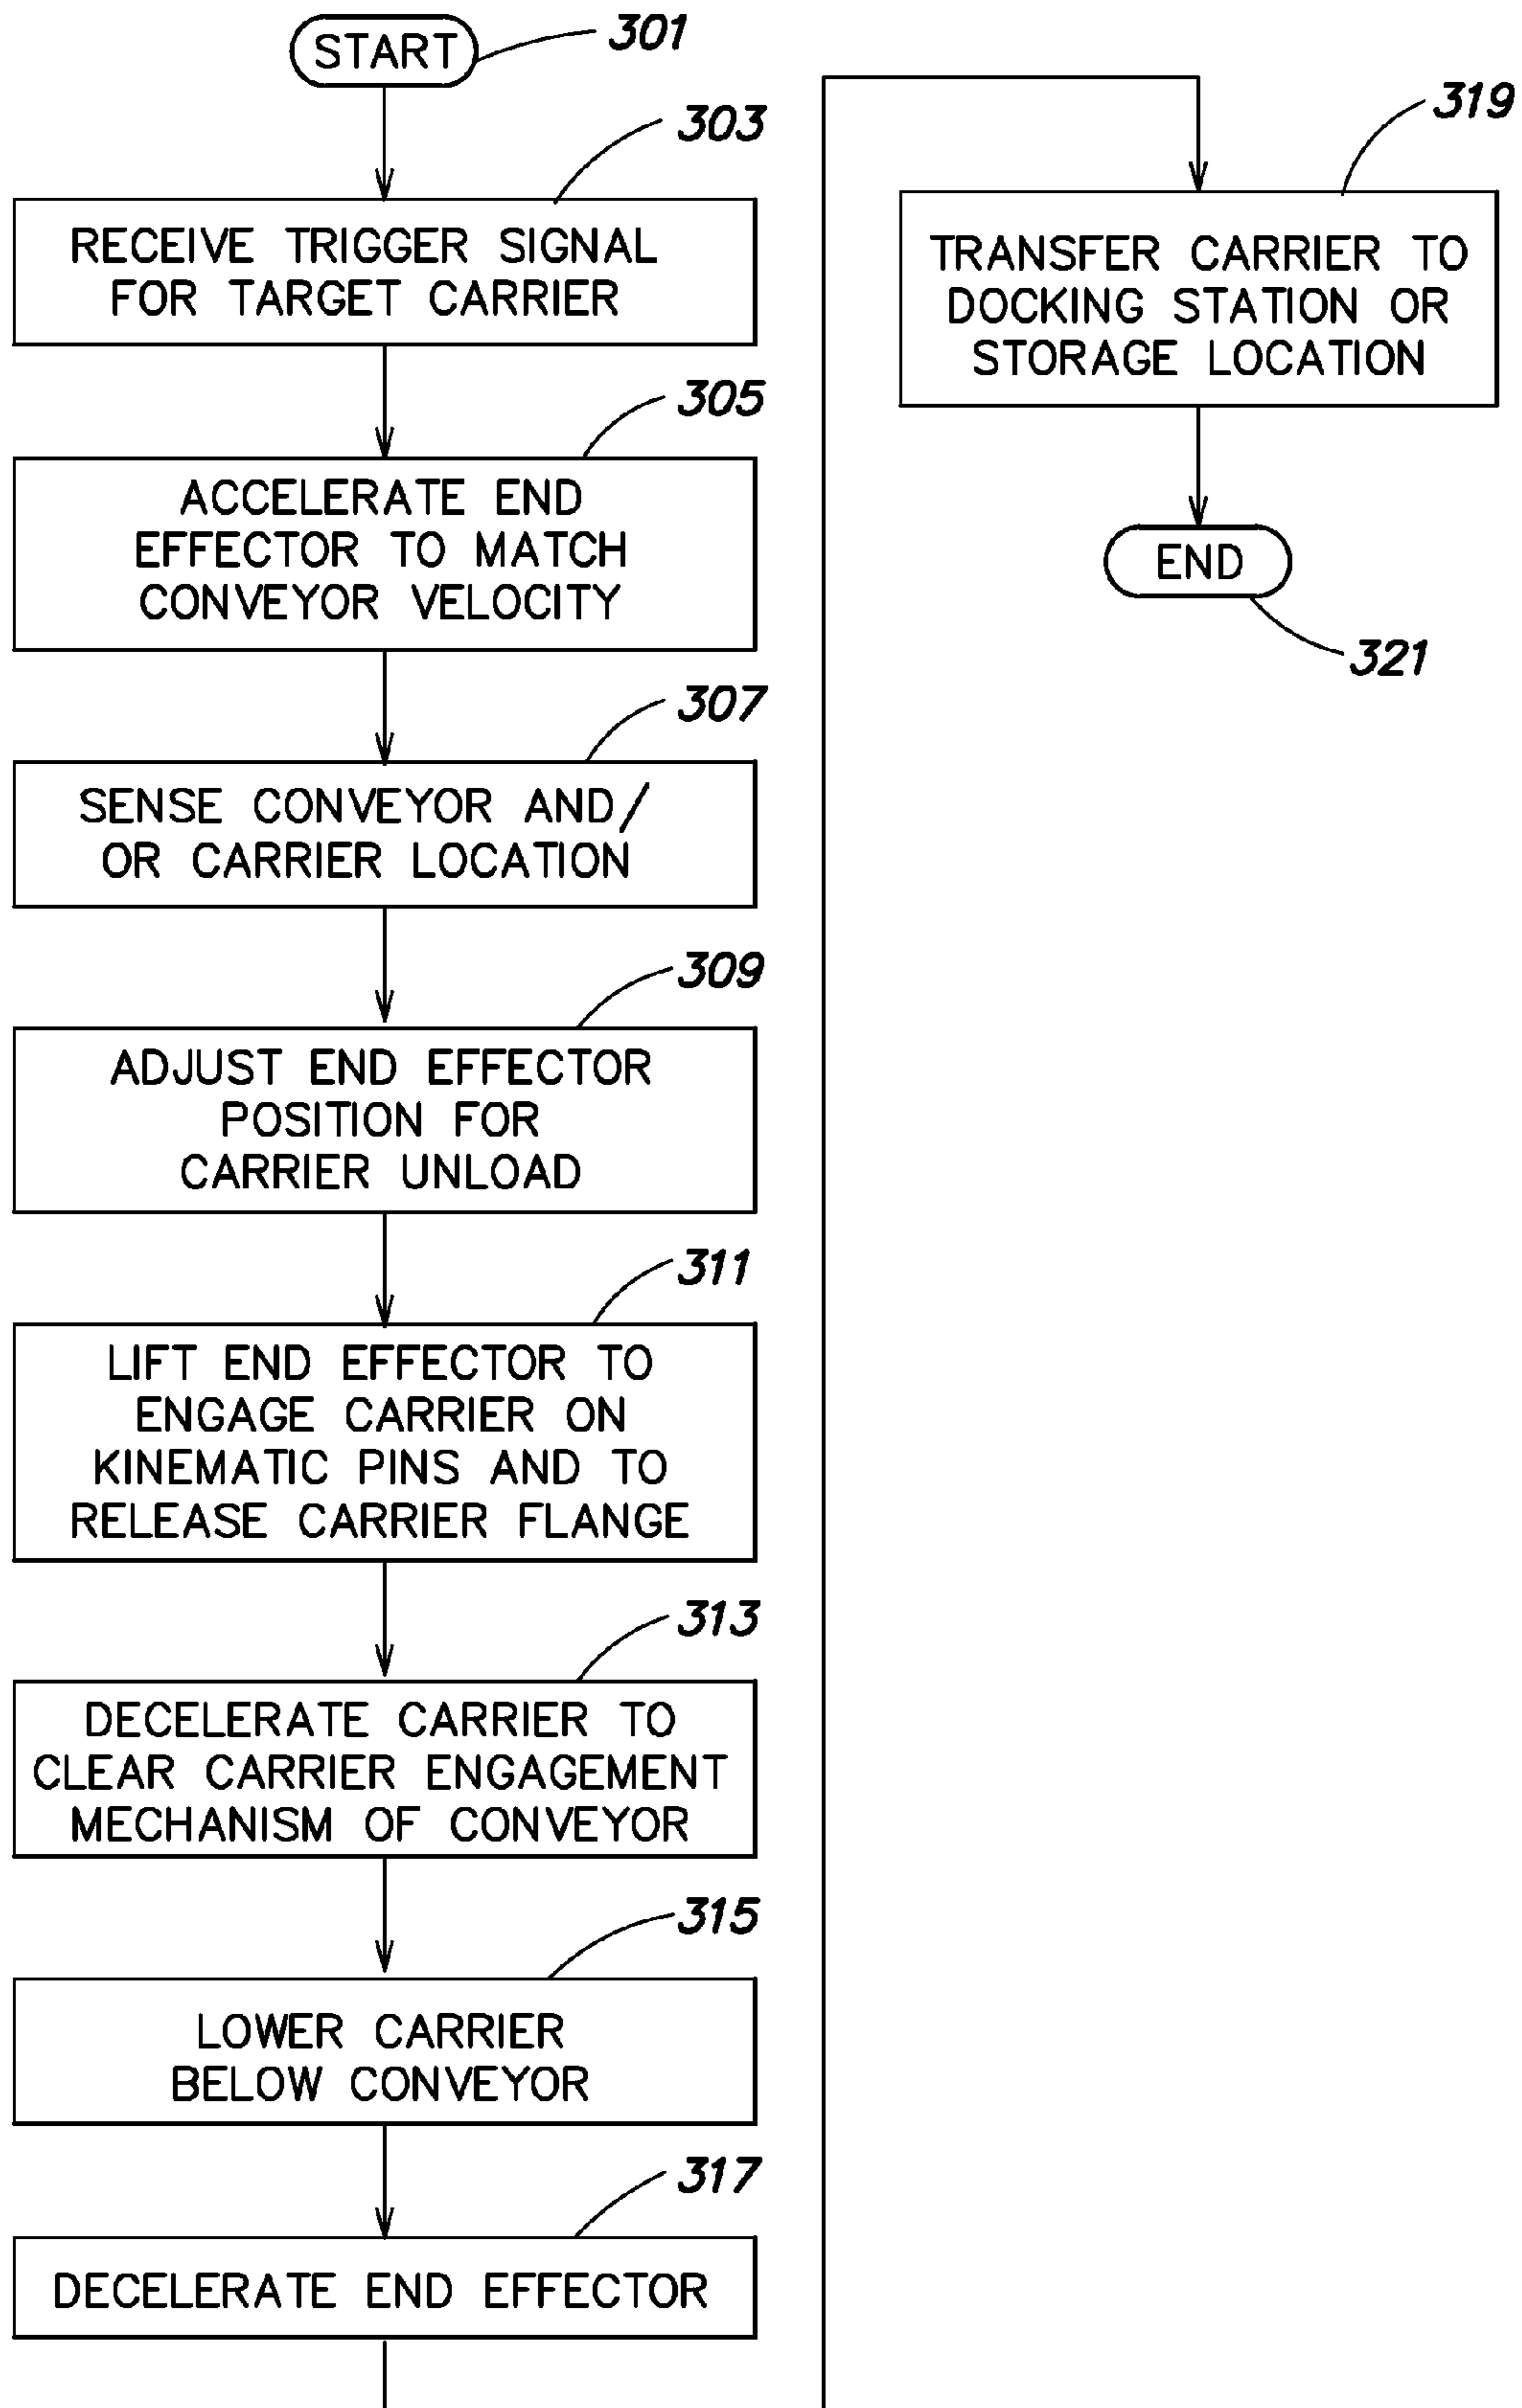 START
301
303
RECEIVE TRIGGER SIGNAL
FOR TARGET CARRIER
305
ACCELERATE END
EFFECTOR TO MATCH
CONVEYOR VELOCITY
307
SENSE CONVEYOR AND/
OR CARRIER LOCATION
309
ADJUST END EFFECTOR
POSITION FOR
CARRIER UNLOAD
311
LIFT END EFFECTOR TO
ENGAGE CARRIER ON
KINEMATIC PINS AND TO
RELEASE CARRIER FLANGE
313
DECELERATE CARRIER TO
CLEAR CARRIER ENGAGEMENT
MECHANISM OF CONVEYOR
315
LOWER CARRIER
BELOW CONVEYOR
317
DECELERATE END EFFECTOR
319
TRANSFER CARRIER TO
DOCKING STATION OR
STORAGE LOCATION
END
321